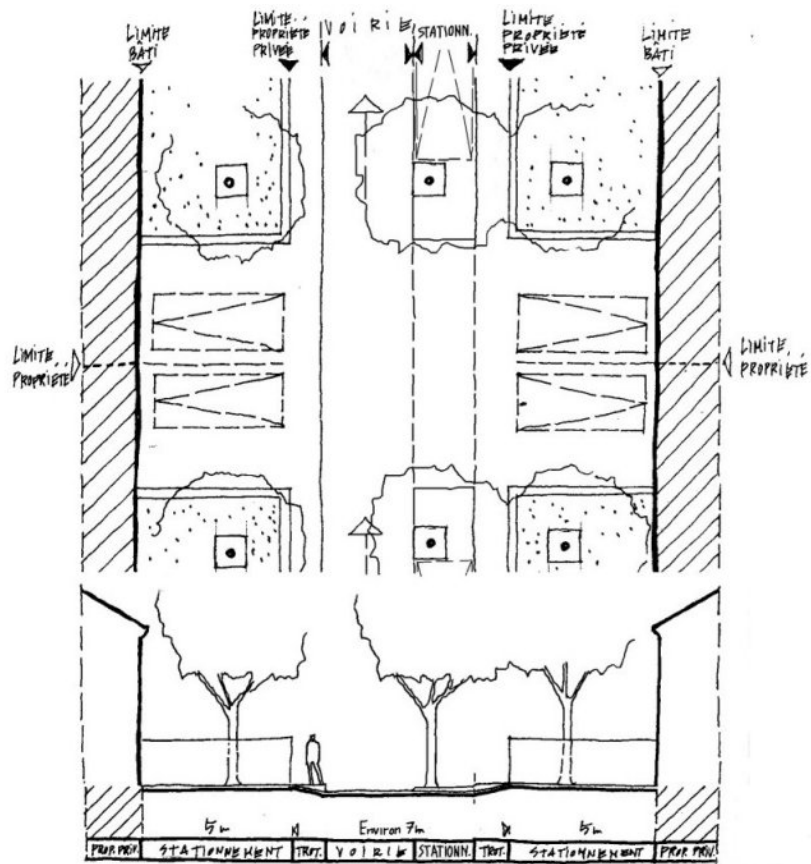 LIMITE
BÂTI
LIMITE
PROPRIÉTÉ
PRIVÉE
VOIRIE
STATIONN.
LIMITE
PROPRIÉTÉ
PRIVÉE
LIMITE
BÂTI
LIMITE
PROPRIÉTÉ
LIMITE
PROPRIÉTÉ
5m
Environ 7m
5m
PROP. PRIV.
STATIONNEMENT
TROT.
VOIRIE
STATIONN.
TROT.
STATIONNEMENT
PROP PRIV.